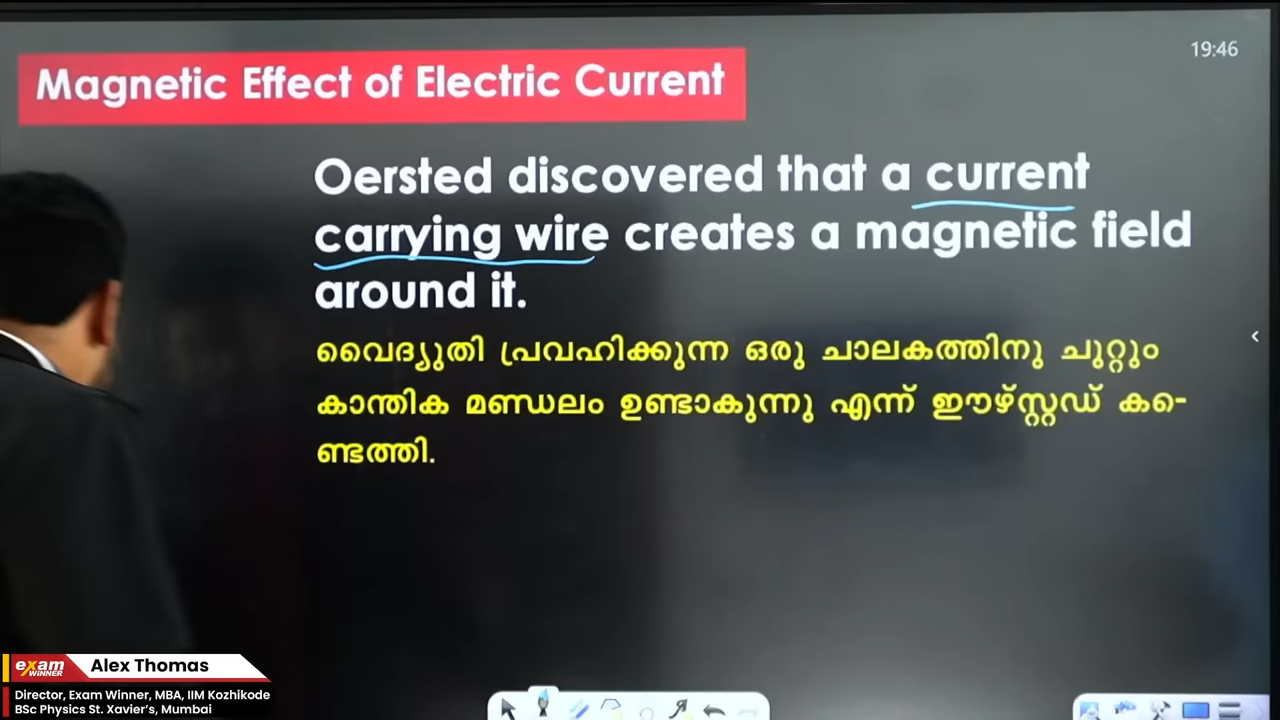 19:46
Magnetic Effect of Electric Current
Oersted discovered that a current
carrying wire creates a magnetic field
around it.
വൈദ്യുതി പ്രവഹിക്കുന്ന ഒരു ചാലകത്തിനു ചുറ്റും
കാന്തിക മണ്ഡലം ഉണ്ടാകുന്നു എന്ന് ഈഴ്സ്റ്റഡ് കണെ-
ണ്ടത്തി.
exam
WINNER
Alex Thomas
Director, Exam Winner, MBA, IIM Kozhikode
BSc Physics St. Xavier’s, Mumbai